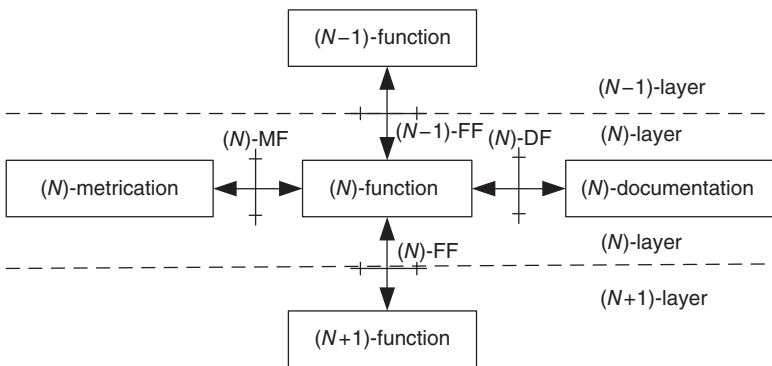 (N−1)-function
(N−1)-layer
(N−1)-FF
(N)-layer
(N)-MF
(N)-DF
(N)-metrication
(N)-function
(N)-documentation
(N)-FF
(N)-layer
(N+1)-layer
(N+1)-function